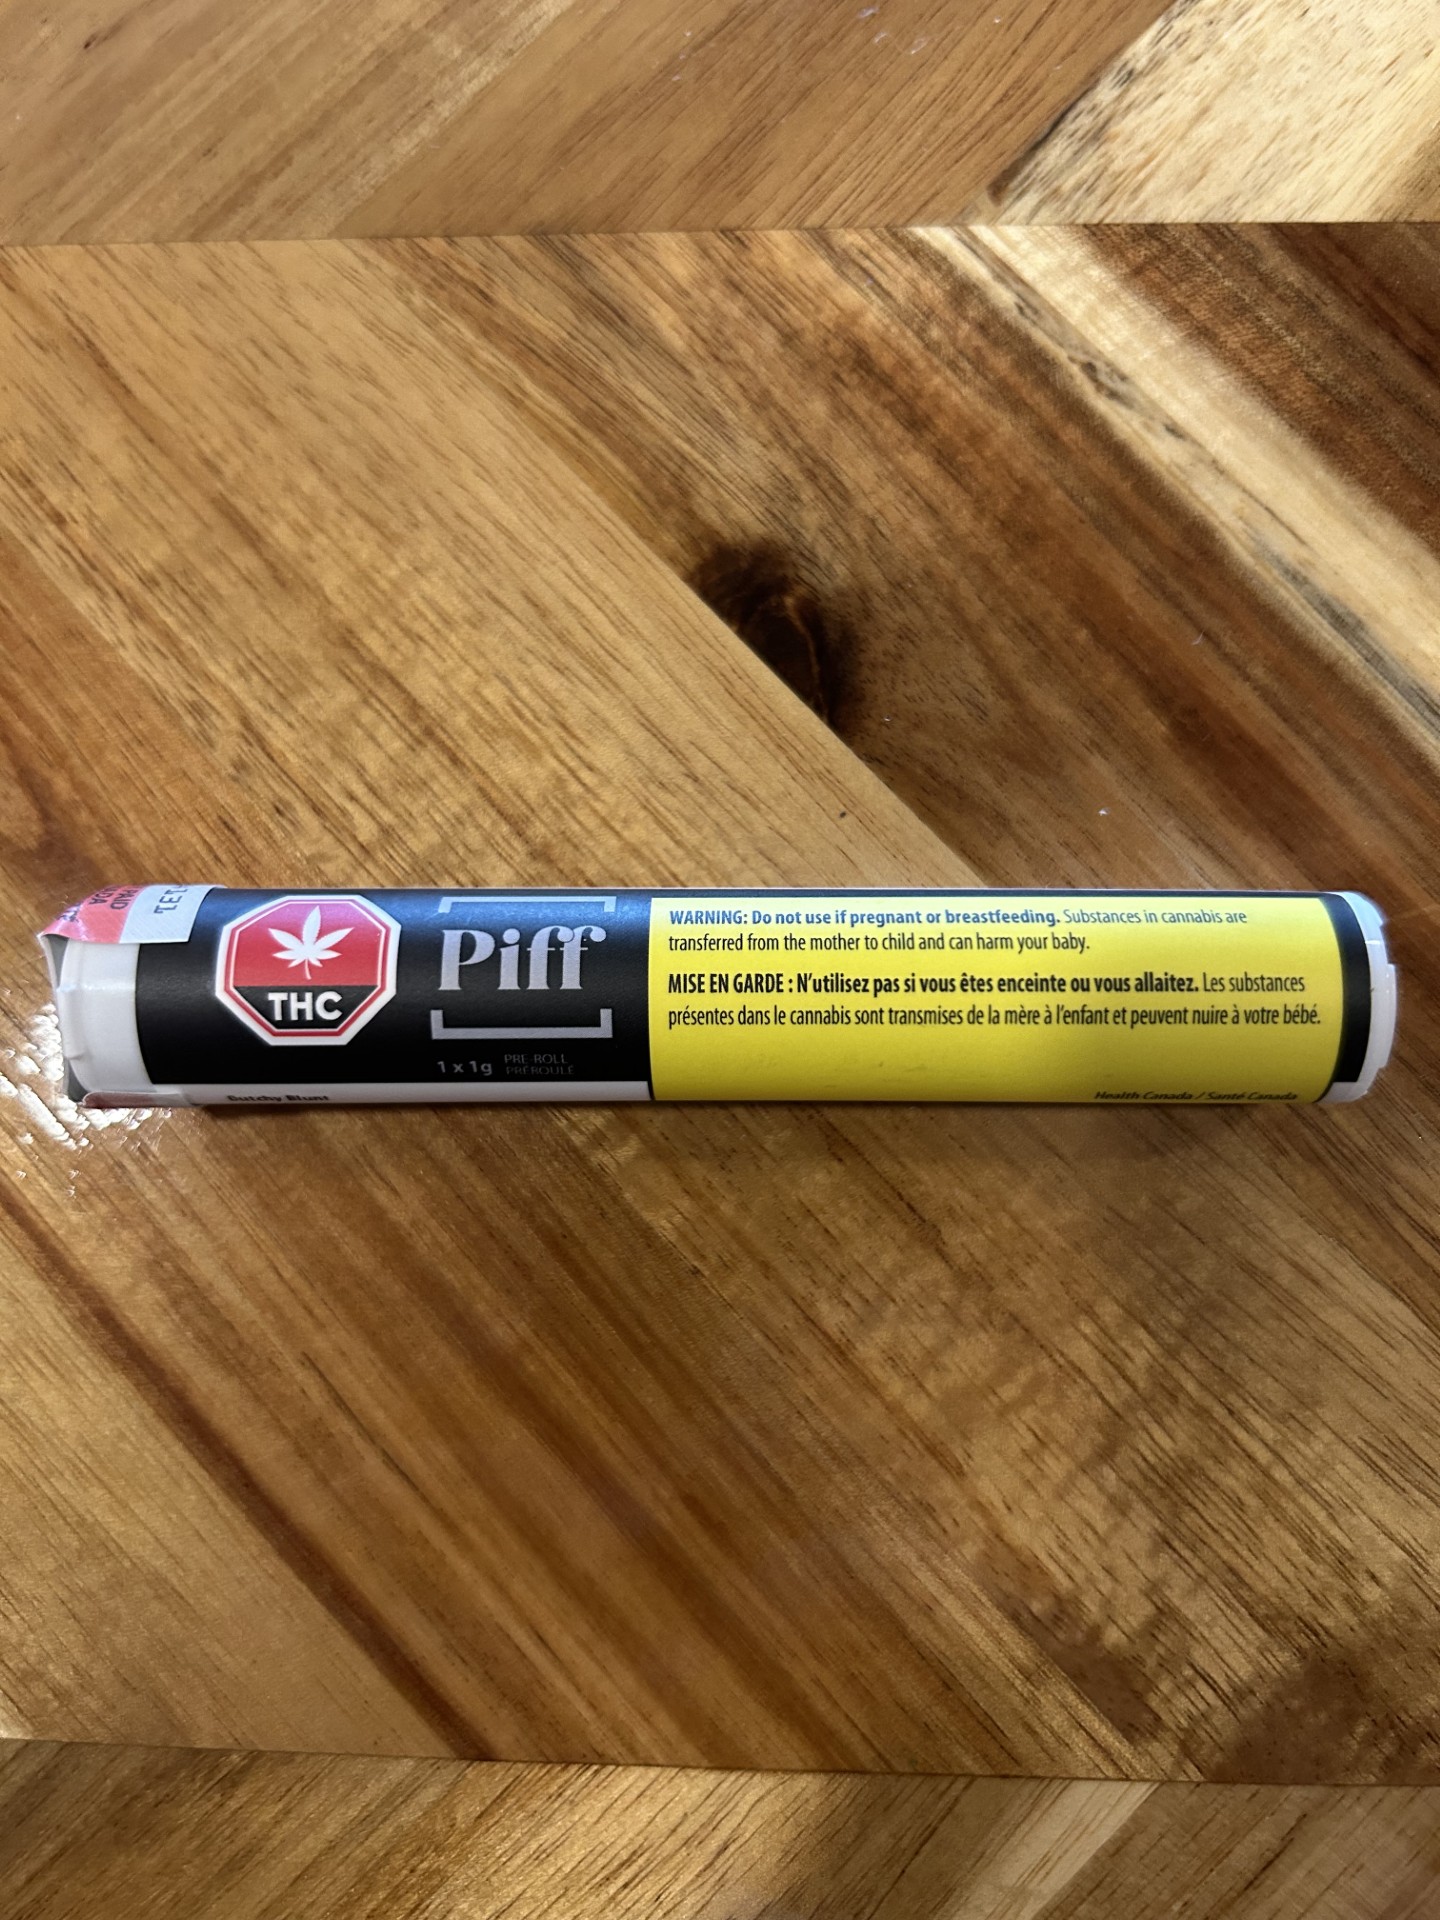 PAID
THC
Piff
1 x 1g
PRE-ROLL
PRÉROULÉ
Dutchy Blunt
WARNING: Do not use if pregnant or breastfeeding. Substances in cannabis are
transferred from the mother to child and can harm your baby.
MISE EN GARDE : N'utilisez pas si vous êtes enceinte ou vous allaitez. Les substances
présentes dans le cannabis sont transmises de la mère à l'enfant et peuvent nuire à votre bébé.
Health Canada / Santé Canada